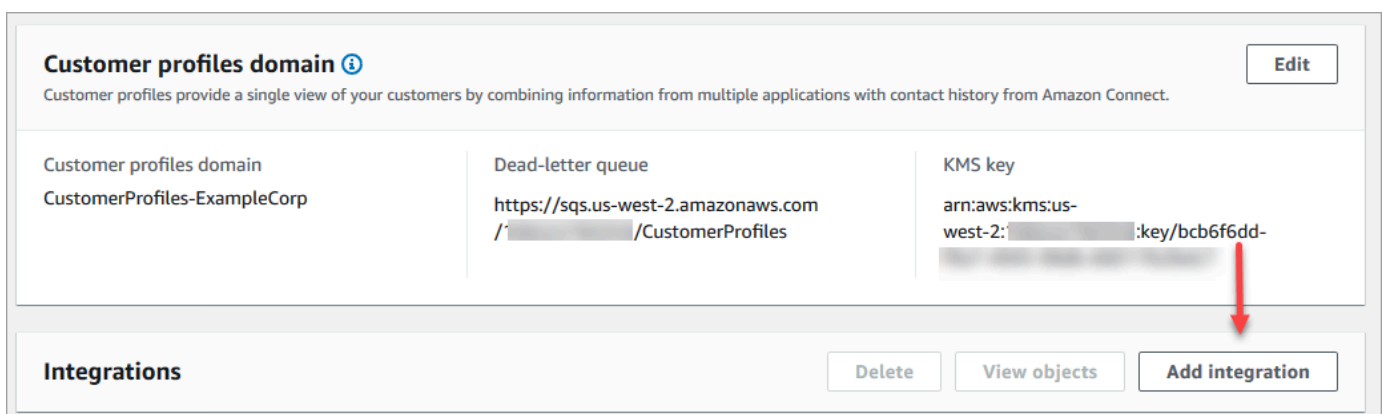 Customer profiles domain
Edit
Customer profiles provide a single view of your customers by combining information from multiple applications with contact history from Amazon Connect.
Customer profiles domain
CustomerProfiles-ExampleCorp
Dead-letter queue
https://sqs.us-west-2.amazonaws.com
/ /CustomerProfiles
KMS key
arn:aws:kms:us-
west-2: :key/bcb6f6dd-
Integrations
Delete
View objects
Add integration